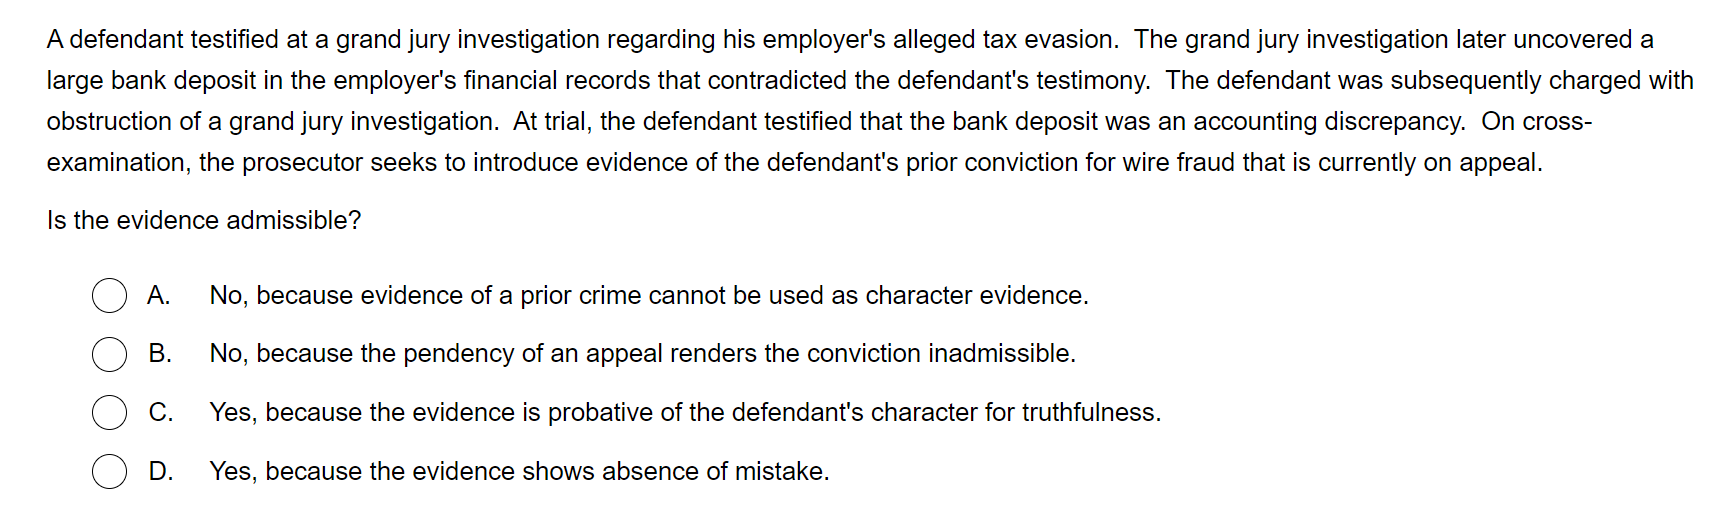 A defendant testified at a grand jury investigation regarding his employer's alleged tax evasion. The grand jury investigation later uncovered a
large bank deposit in the employer's financial records that contradicted the defendant's testimony. The defendant was subsequently charged with
obstruction of a grand jury investigation. At trial, the defendant testified that the bank deposit was an accounting discrepancy. On cross-
examination, the prosecutor seeks to introduce evidence of the defendant's prior conviction for wire fraud that is currently on appeal.
Is the evidence admissible?
A. No, because evidence of a prior crime cannot be used as character evidence.
B. No, because the pendency of an appeal renders the conviction inadmissible.
C. Yes, because the evidence is probative of the defendant's character for truthfulness.
D. Yes, because the evidence shows absence of mistake.